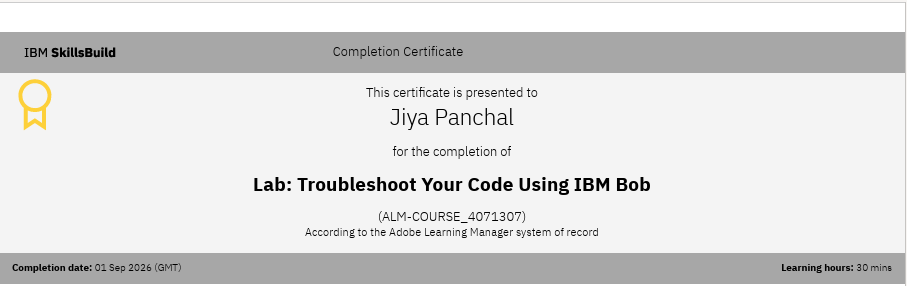 IBM SkillsBuild
Completion Certificate
This certificate is presented to
Jiya Panchal
for the completion of
Lab: Troubleshoot Your Code Using IBM Bob
(ALM-COURSE_4071307)
According to the Adobe Learning Manager system of record
Completion date: 01 Sep 2026 (GMT)
Learning hours: 30 mins